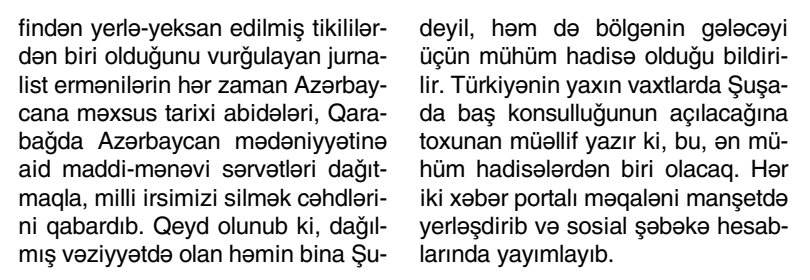 findən yerlə-yeksan edilmiş tikililər-
dən biri olduğunu vurğulayan jurna-
list ermənilərin hər zaman Azərbay-
cana məxsus tarixi abidələri, Qara-
bağda Azərbaycan mədəniyyətinə
aid maddi-mənəvi sərvətləri dağıt-
maqla, milli irsimizi silmək cəhdləri-
ni qabardıb. Qeyd olunub ki, dağıl-
mış vəziyyətdə olan həmin bina Şu-
deyil, həm də bölgənin gələcəyi
üçün mühüm hadisə olduğu bildiri-
lir. Türkiyənin yaxın vaxtlarda Şuşa-
da baş konsulluğunun açılacağına
toxunan müəllif yazır ki, bu, ən mü-
hüm hadisələrdən biri olacaq. Hər
iki xəbər portalı məqaləni manşetdə
yerləşdirib və sosial şəbəkə hesab-
larında yayımlayıb.